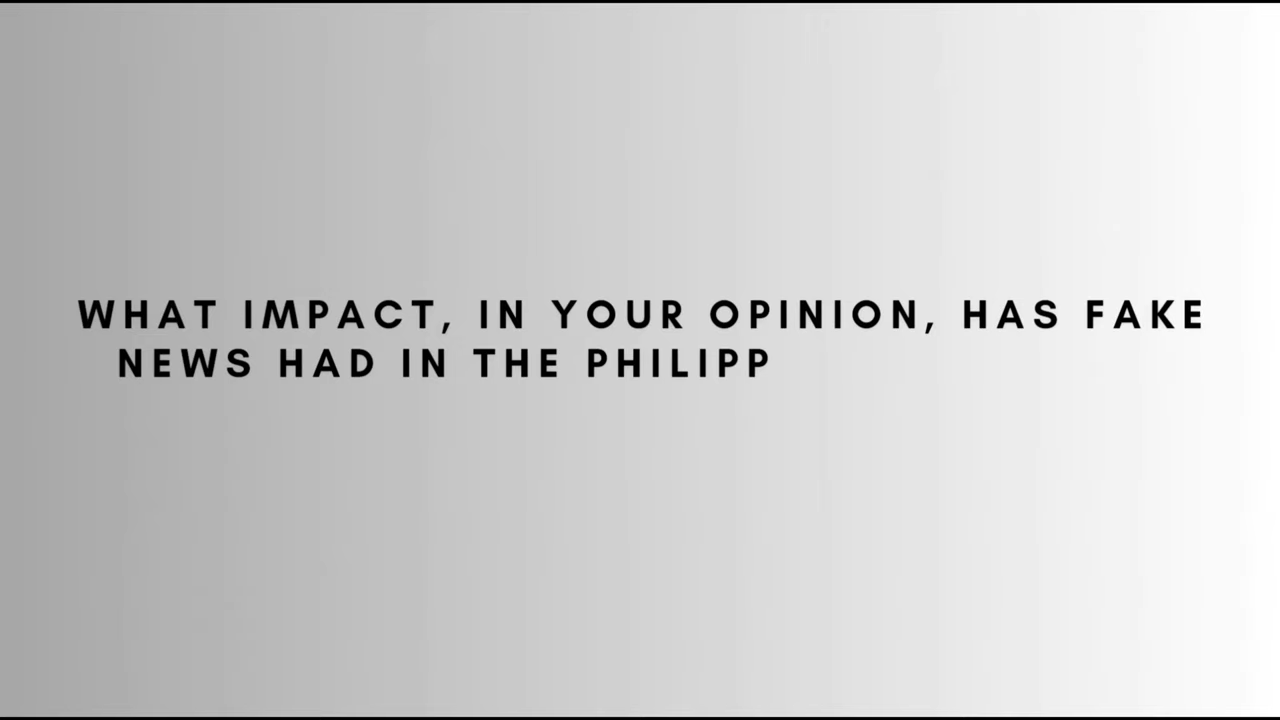 WHAT IMPACT, IN YOUR OPINION, HAS FAKE
NEWS HAD IN THE PHILIPP